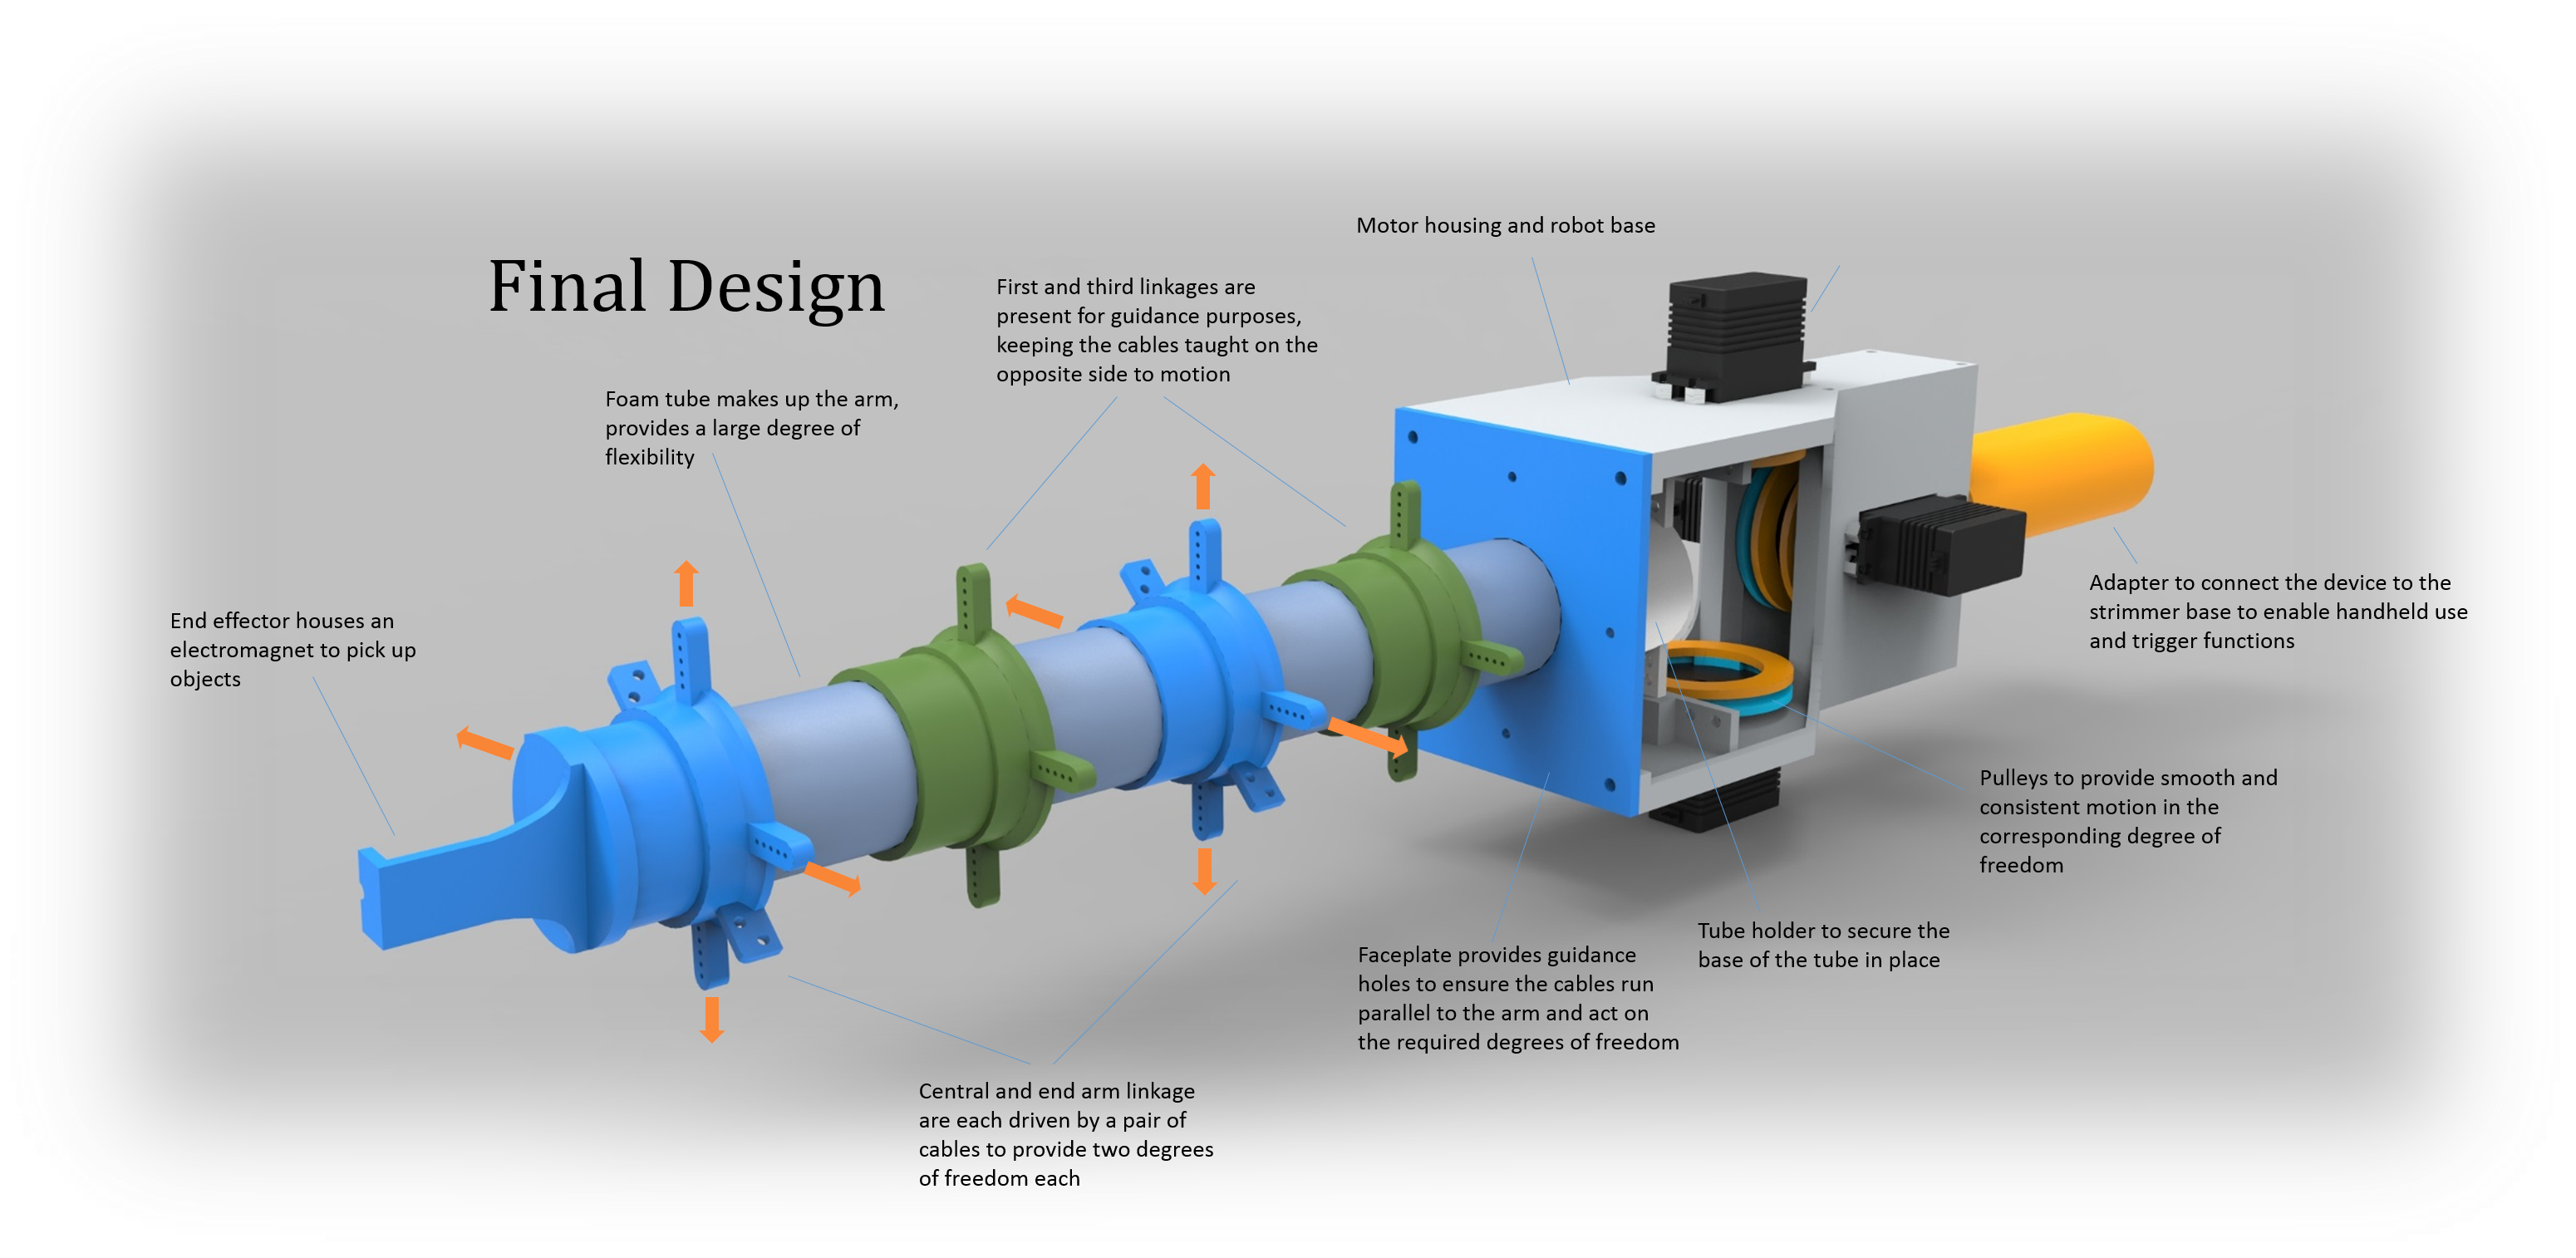 Motor housing and robot base
Final Design
First and third linkages are
present for guidance purposes,
keeping the cables taught on the
opposite side to motion
Foam tube makes up the arm,
provides a large degree of
flexibility
End effector houses an
electromagnet to pick up
objects
Adapter to connect the device to the
strimmer base to enable handheld use
and trigger functions
Pulleys to provide smooth and
consistent motion in the
corresponding degree of
freedom
Tube holder to secure the
base of the tube in place
Faceplate provides guidance
holes to ensure the cables run
parallel to the arm and act on
the required degrees of freedom
Central and end arm linkage
are each driven by a pair of
cables to provide two degrees
of freedom each